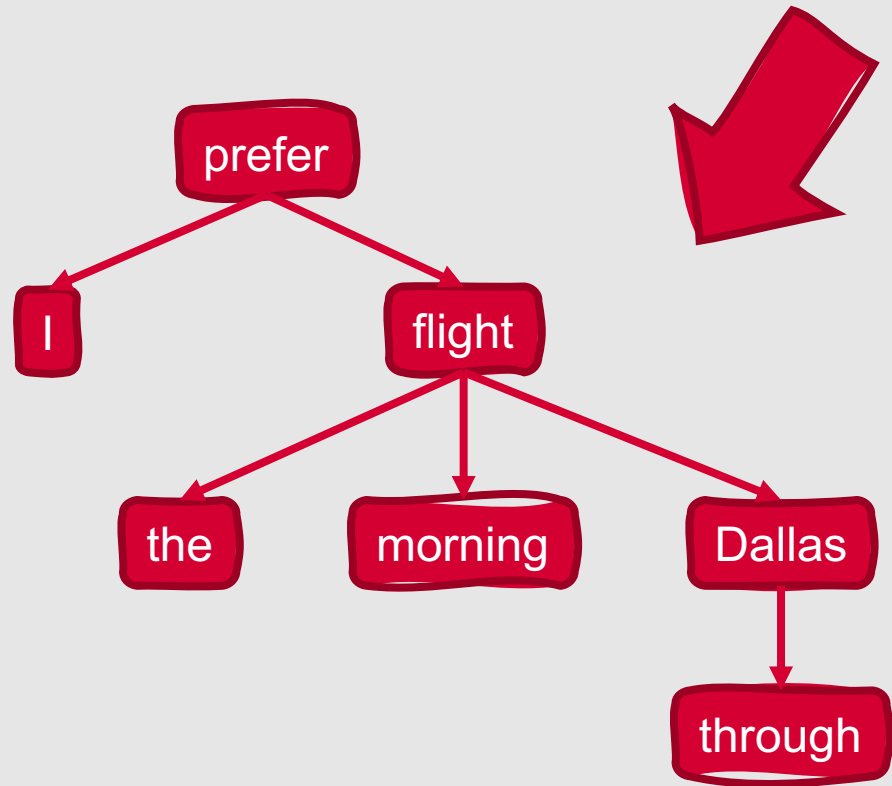 prefer
I
flight
the
morning
Dallas
through